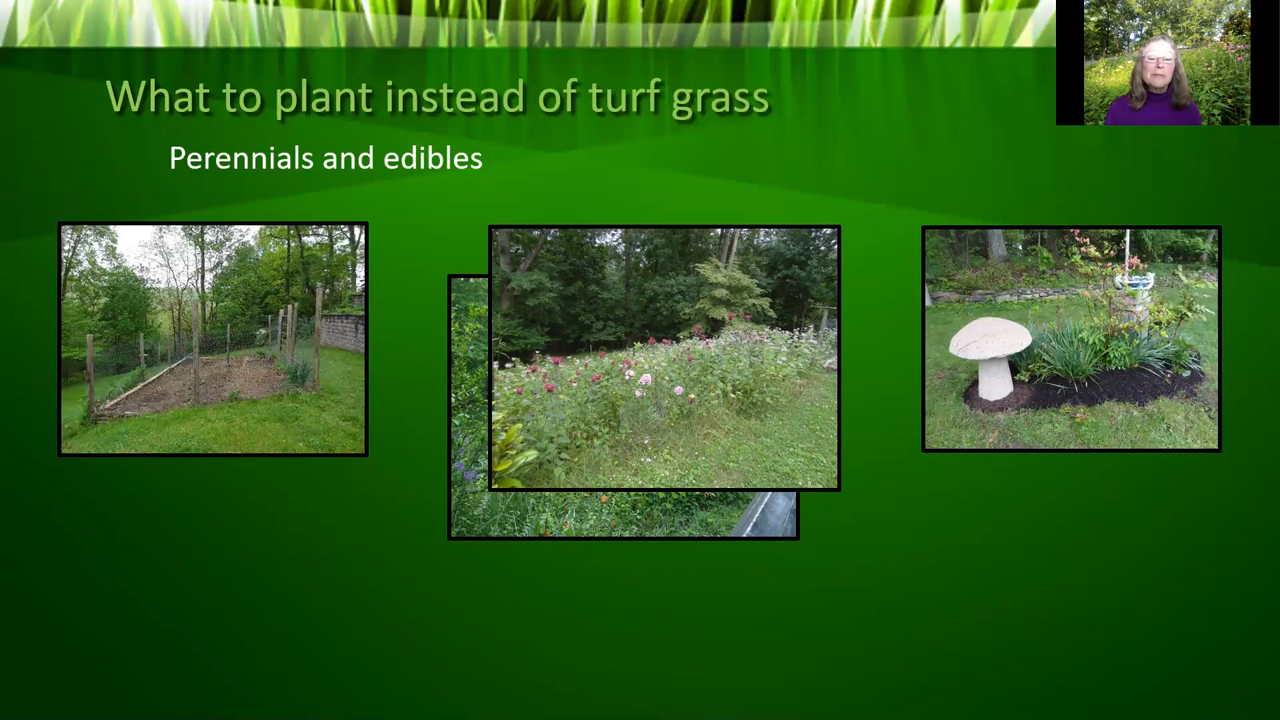 What to plant instead of turf grass
Perennials and edibles